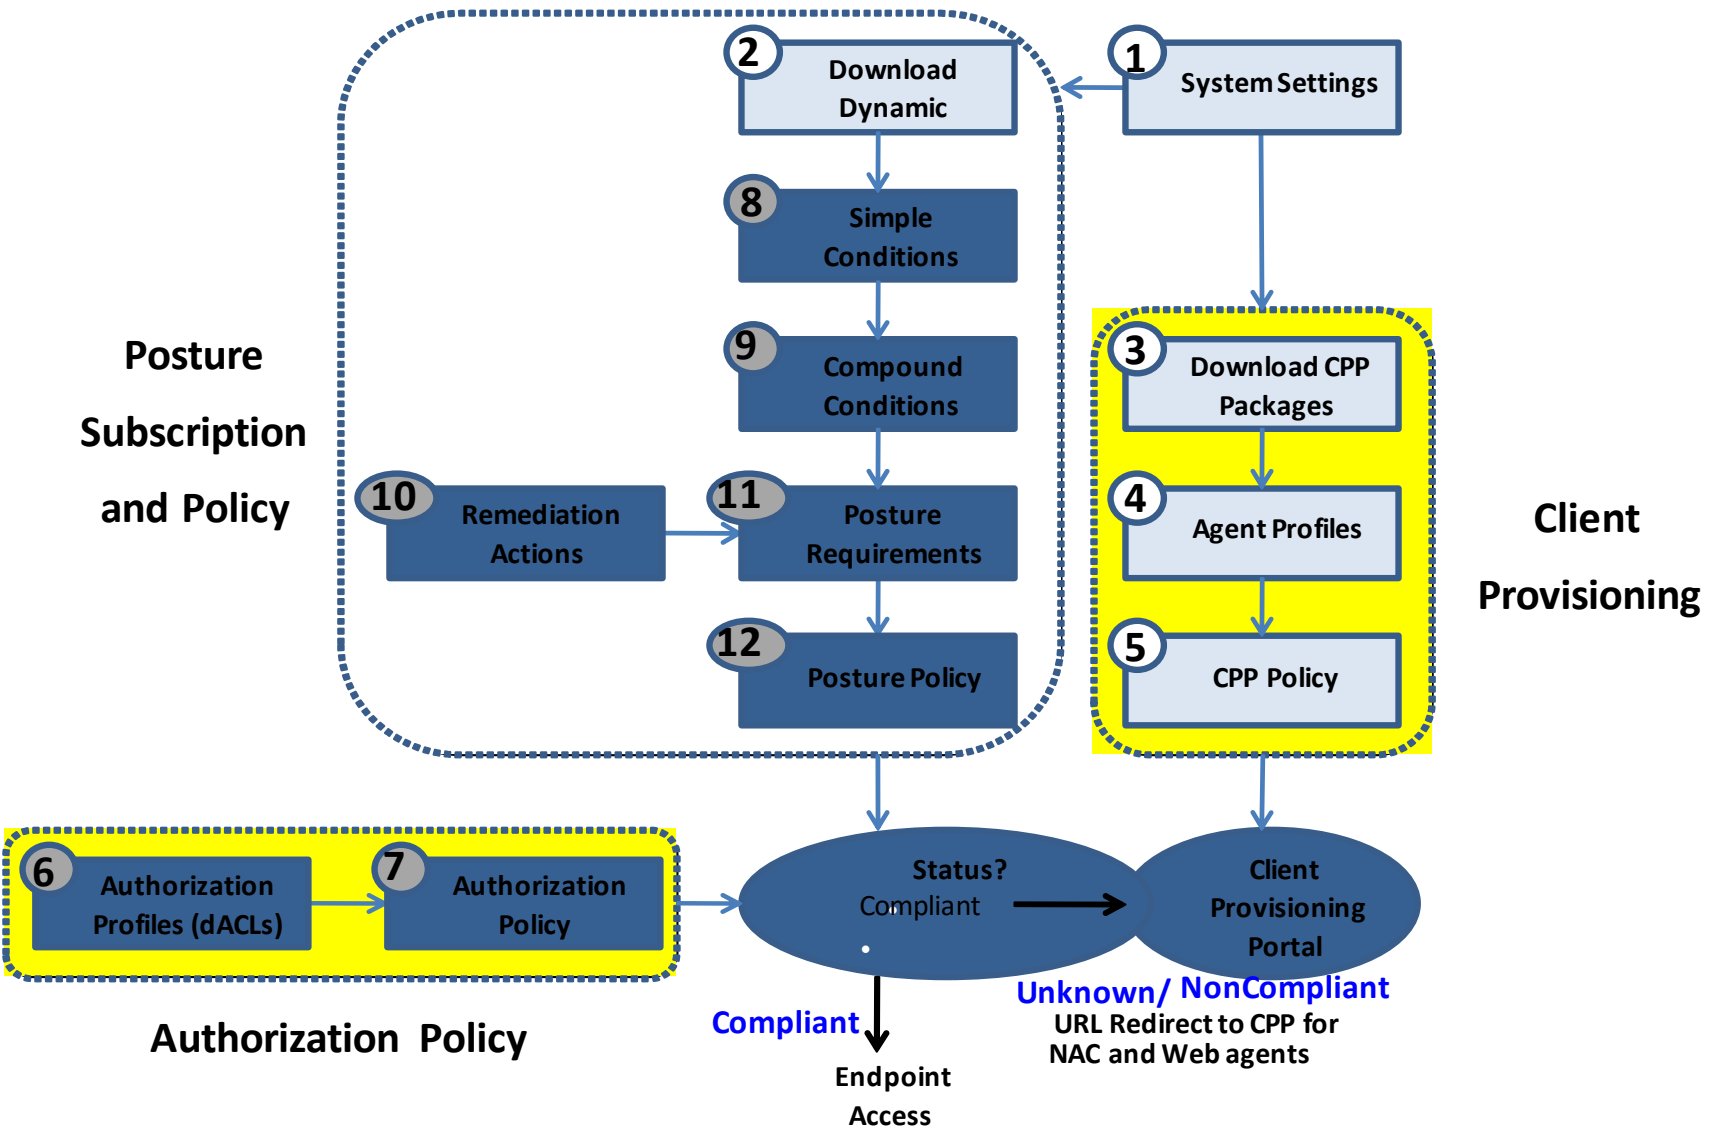 2
Download
Dynamic
1
System Settings
8
Simple
Conditions
9
Compound
Conditions
3
Download CPP
Packages
Posture
Subscription
and Policy
10
Remediation
Actions
11
Posture
Requirements
4
Agent Profiles
Client
Provisioning
12
Posture Policy
5
CPP Policy
6
Authorization
Profiles (dACLs)
7
Authorization
Policy
Status?
Compliant
Client
Provisioning
Portal
Authorization Policy
Compliant
Unknown/ NonCompliant
URL Redirect to CPP for
NAC and Web agents
Endpoint
Access